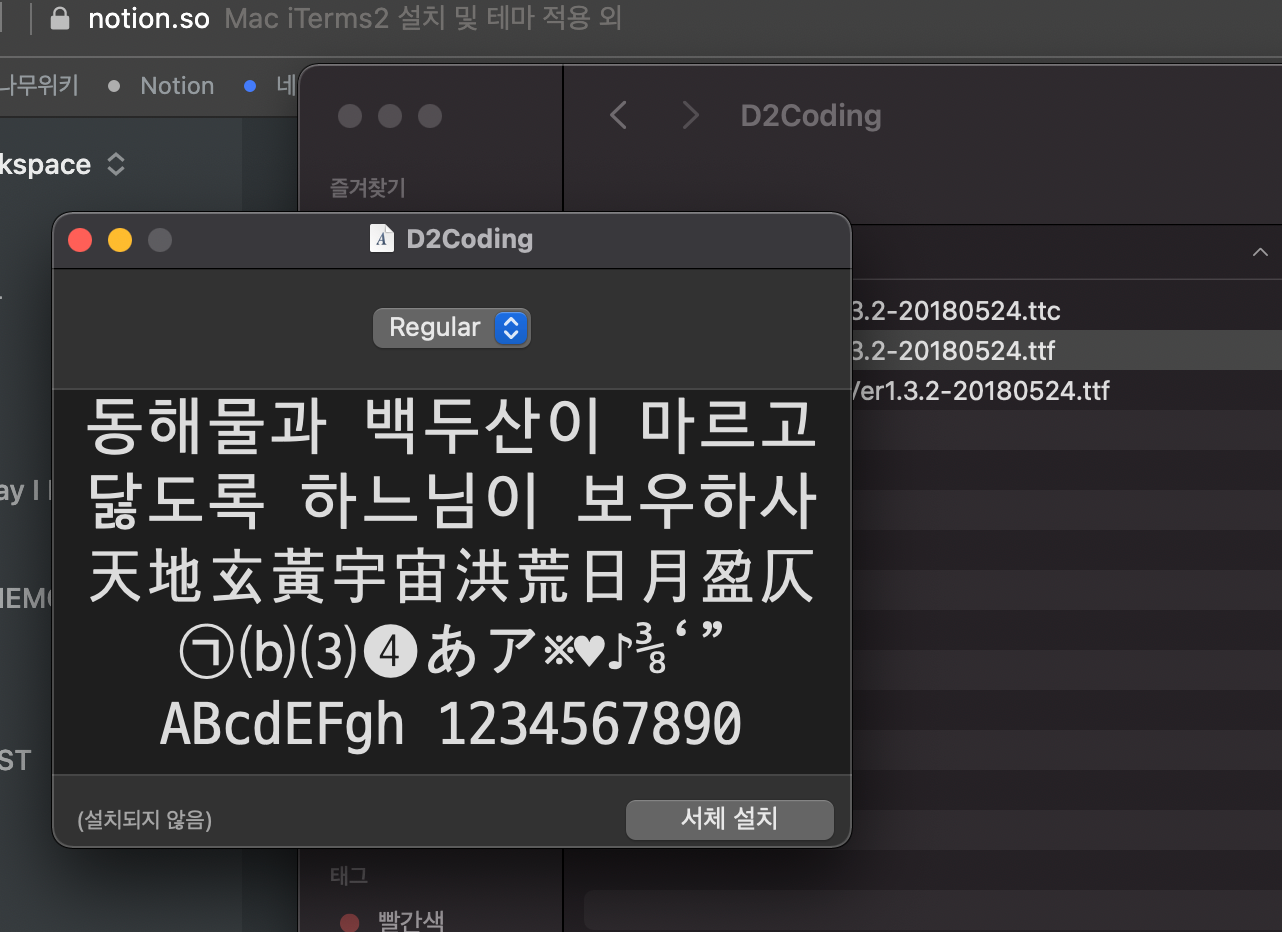 notion.so Mac iTerms2 설치 및 테마 적용 외
나무위키 Notion 네
kspace
D2Coding
즐겨찾기
D2Coding
Regular
3.2-20180524.ttc
3.2-20180524.ttf
Ver1.3.2-20180524.ttf
동해물과 백두산이 마르고
닳도록 하느님이 보우하사
天地玄黃宇宙洪荒日月盈仄
㉠⒝⑶❹あア※♥♪⅜‘”
ABcdEFgh 1234567890
ay I
EM
ST
(설치되지 않음)
서체 설치
태그
빨간색